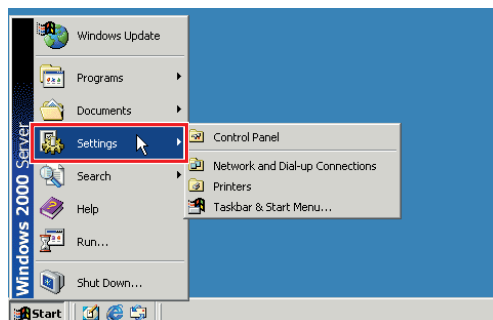 Windows 2000 Server
Windows Update
Programs
Documents
Settings
Search
Help
Run...
Shut Down...
Control Panel
Network and Dial-up Connections
Printers
Taskbar & Start Menu...
Start